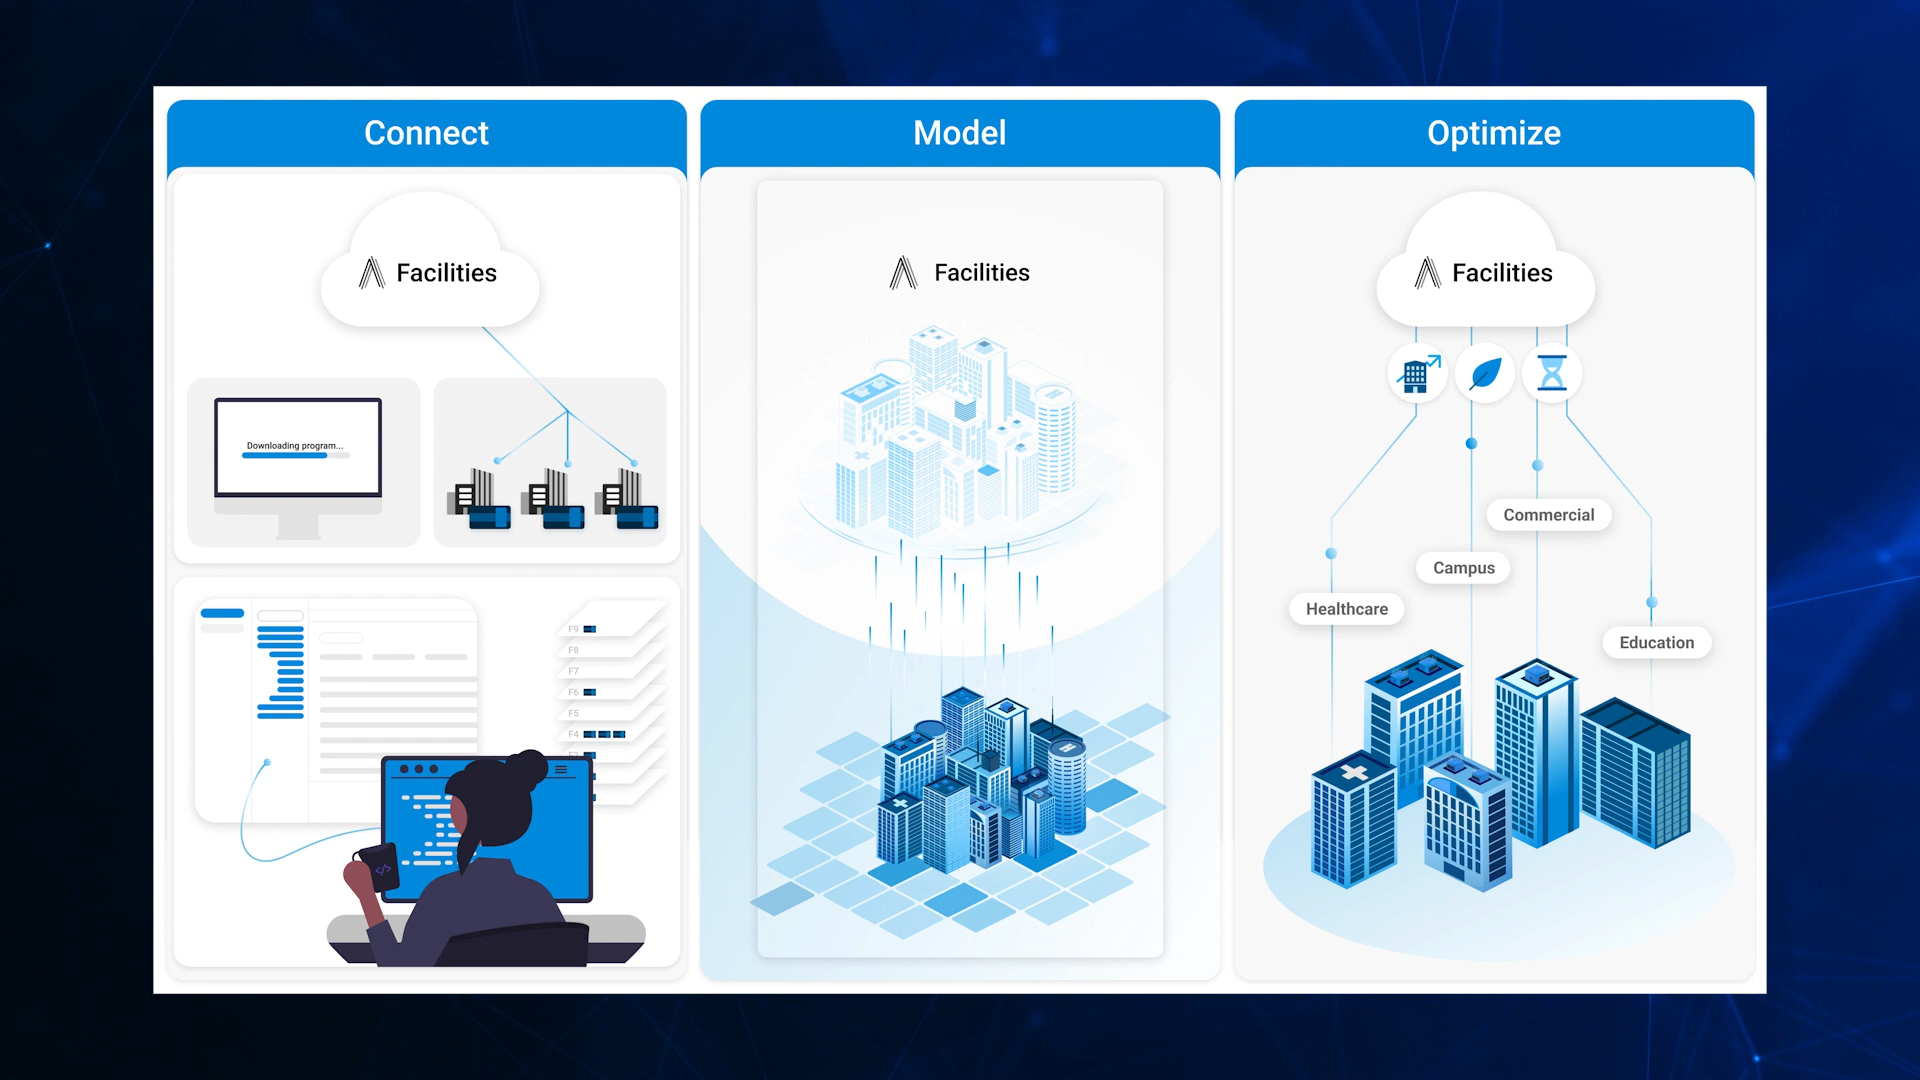 Connect
Facilities
Downloading program...
F9
F8
F7
F6
F5
F4
</>
Model
Facilities
H
H
Optimize
Facilities
Commercial
Campus
Healthcare
Education